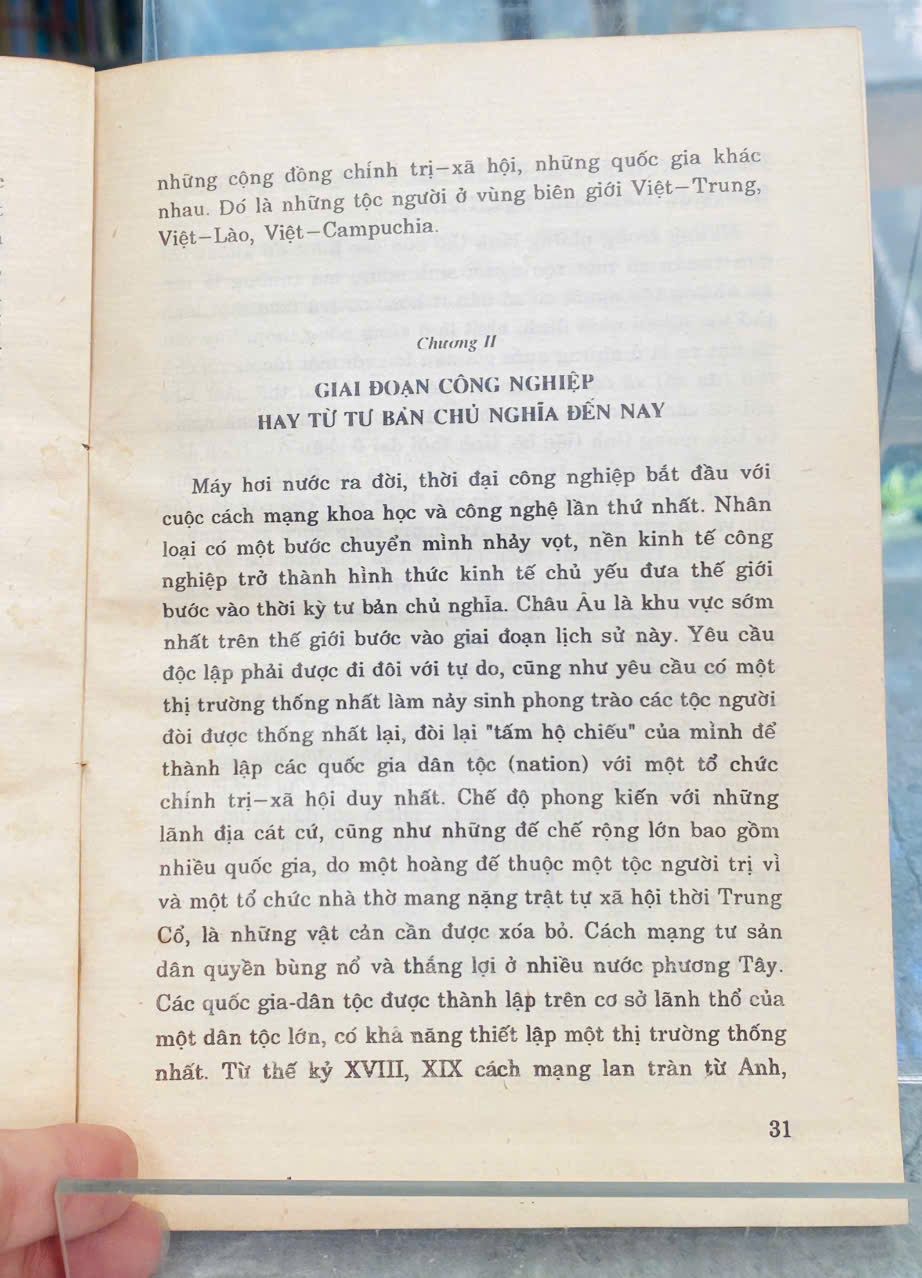 những cộng đồng chính trị–xã hội, những quốc gia khác
nhau. Đó là những tộc người ở vùng biên giới Việt–Trung,
Việt–Lào, Việt–Campuchia.
Chương II
GIAI ĐOẠN CÔNG NGHIỆP
HAY TỪ TƯ BẢN CHỦ NGHĨA ĐẾN NAY
Máy hơi nước ra đời, thời đại công nghiệp bắt đầu với
cuộc cách mạng khoa học và công nghệ lần thứ nhất. Nhân
loại có một bước chuyển mình nhảy vọt, nền kinh tế công
nghiệp trở thành hình thức kinh tế chủ yếu đưa thế giới
bước vào thời kỳ tư bản chủ nghĩa. Châu Âu là khu vực sớm
nhất trên thế giới bước vào giai đoạn lịch sử này. Yêu cầu
độc lập phải được đi đôi với tự do, cũng như yêu cầu có một
thị trường thống nhất làm nảy sinh phong trào các tộc người
đòi được thống nhất lại, đòi lại "tấm hộ chiếu" của mình để
thành lập các quốc gia dân tộc (nation) với một tổ chức
chính trị–xã hội duy nhất. Chế độ phong kiến với những
lãnh địa cát cứ, cũng như những đế chế rộng lớn bao gồm
nhiều quốc gia, do một hoàng đế thuộc một tộc người trị vì
và một tổ chức nhà thờ mang nặng trật tự xã hội thời Trung
Cổ, là những vật cản cần được xóa bỏ. Cách mạng tư sản
dân quyền bùng nổ và thắng lợi ở nhiều nước phương Tây.
Các quốc gia-dân tộc được thành lập trên cơ sở lãnh thổ của
một dân tộc lớn, có khả năng thiết lập một thị trường thống
nhất. Từ thế kỷ XVIII, XIX cách mạng lan tràn từ Anh,
31